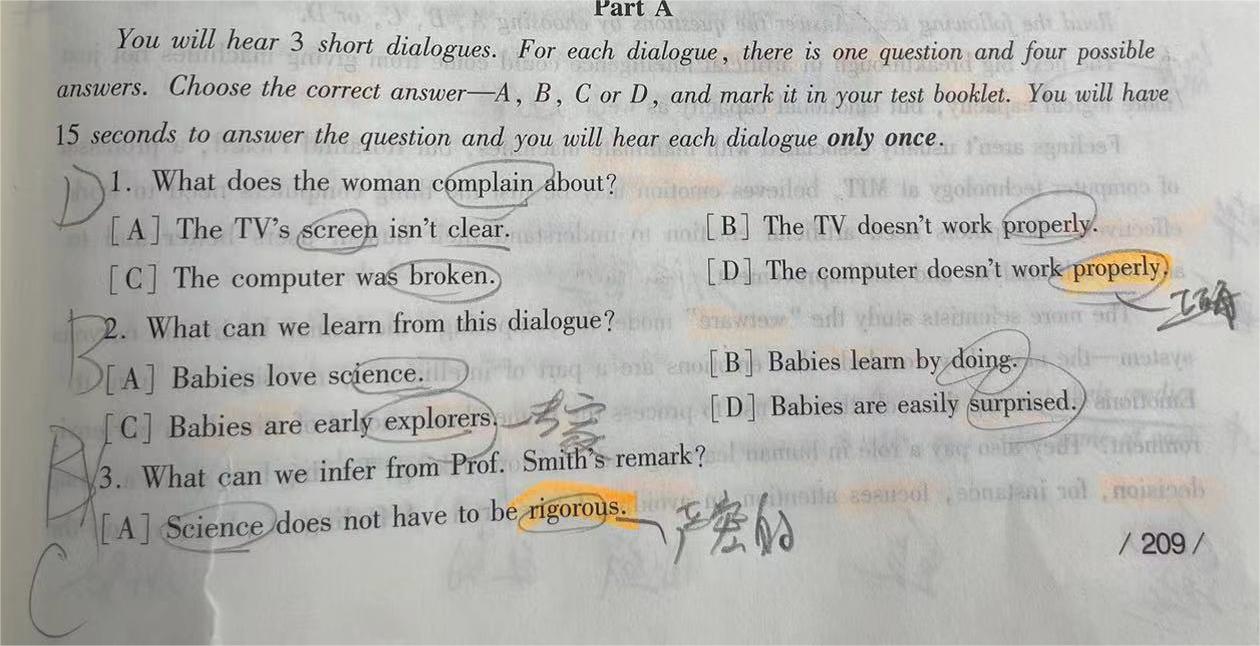 Part A
You will hear 3 short dialogues. For each dialogue, there is one question and four possible
answers. Choose the correct answer—A, B, C or D, and mark it in your test booklet. You will have
15 seconds to answer the question and you will hear each dialogue only once.
D 1. What does the woman complain about?
[A] The TV's screen isn't clear. [B] The TV doesn't work properly.
[C] The computer was broken. [D] The computer doesn't work properly.
正确
B 2. What can we learn from this dialogue?
[A] Babies love science. [B] Babies learn by doing.
[C] Babies are early explorers. [D] Babies are easily surprised.
B 3. What can we infer from Prof. Smith's remark?
[A] Science does not have to be rigorous. 严密的
C
/ 209 /